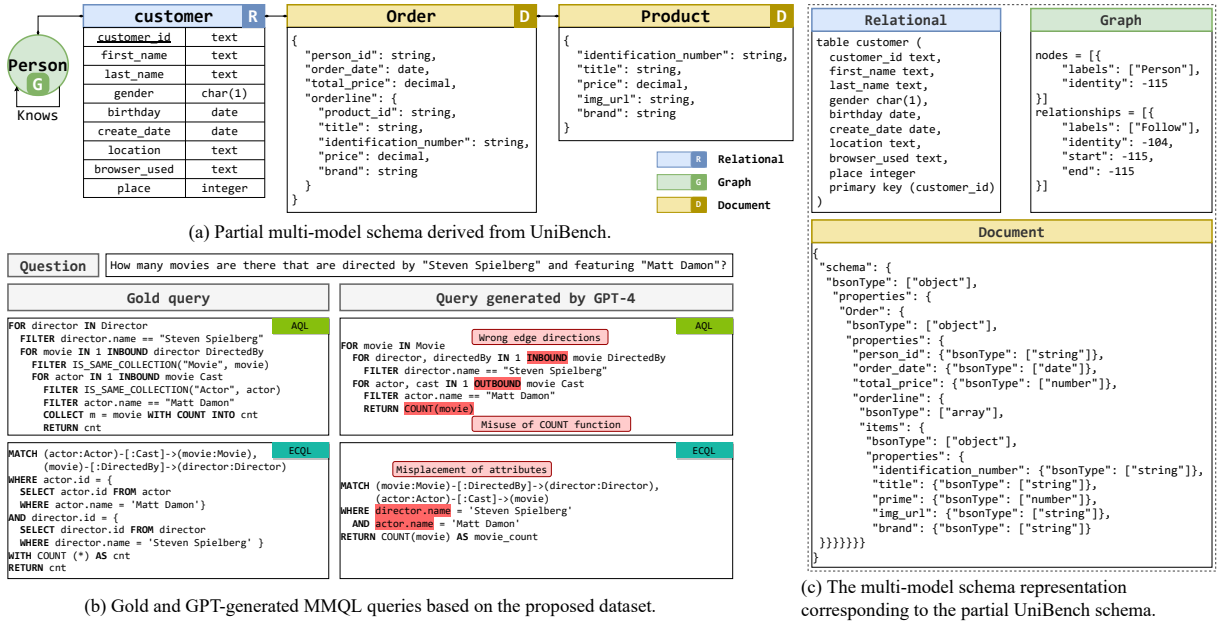 customer R
customer_id text
first_name text
last_name text
gender char(1)
birthday date
create_date date
location text
browser_used text
place integer
Person
G
Knows
Order D
{
"person_id": string,
"order_date": date,
"total_price": decimal,
"orderline": {
"product_id": string,
"title": string,
"identification_number": string,
"price": decimal,
"brand": string
}
}
Product D
{
"identification_number": string,
"title": string,
"price": decimal,
"img_url": string,
"brand": string
}
R Relational
G Graph
D Document
(a) Partial multi-model schema derived from UniBench.
Question How many movies are there that are directed by "Steven Spielberg" and featuring "Matt Damon"?
Gold query
AQL
FOR director IN Director
FILTER director.name == "Steven Spielberg"
FOR movie IN 1 INBOUND director DirectedBy
FILTER IS_SAME_COLLECTION("Movie", movie)
FOR actor IN 1 INBOUND movie Cast
FILTER IS_SAME_COLLECTION("Actor", actor)
FILTER actor.name == "Matt Damon"
COLLECT m = movie WITH COUNT INTO cnt
RETURN cnt
ECQL
MATCH (actor:Actor)-[:Cast]->(movie:Movie),
(movie)-[:DirectedBy]->(director:Director)
WHERE actor.id = {
SELECT actor.id FROM actor
WHERE actor.name = 'Matt Damon'}
AND director.id = {
SELECT director.id FROM director
WHERE director.name = 'Steven Spielberg' }
WITH COUNT (*) AS cnt
RETURN cnt
Query generated by GPT-4
AQL
Wrong edge directions
FOR movie IN Movie
FOR director, directedBy IN 1 INBOUND movie DirectedBy
FILTER director.name == "Steven Spielberg"
FOR actor, cast IN 1 OUTBOUND movie Cast
FILTER actor.name == "Matt Damon"
RETURN COUNT(movie)
Misuse of COUNT function
ECQL
Misplacement of attributes
MATCH (movie:Movie)-[:DirectedBy]->(director:Director),
(actor:Actor)-[:Cast]->(movie)
WHERE director.name = 'Steven Spielberg'
AND actor.name = 'Matt Damon'
RETURN COUNT(movie) AS movie_count
(b) Gold and GPT-generated MMQL queries based on the proposed dataset.
Relational
table customer (
customer_id text,
first_name text,
last_name text,
gender char(1),
birthday date,
create_date date,
location text,
browser_used text,
place integer
primary key (customer_id)
)
Graph
nodes = [{
"labels": ["Person"],
"identity": -115
}]
relationships = [{
"labels": ["Follow"],
"identity": -104,
"start": -115,
"end": -115
}]
Document
{
"schema": {
"bsonType": ["object"],
"properties": {
"Order": {
"bsonType": ["object"],
"properties": {
"person_id": {"bsonType": ["string"]},
"order_date": {"bsonType": ["date"]},
"total_price": {"bsonType": ["number"]},
"orderline": {
"bsonType": ["array"],
"items": {
"bsonType": ["object"],
"properties": {
"identification_number": {"bsonType": ["string"]},
"title": {"bsonType": ["string"]},
"prime": {"bsonType": ["number"]},
"img_url": {"bsonType": ["string"]},
"brand": {"bsonType": ["string"]}
}}}}}}}
}
(c) The multi-model schema representation
corresponding to the partial UniBench schema.